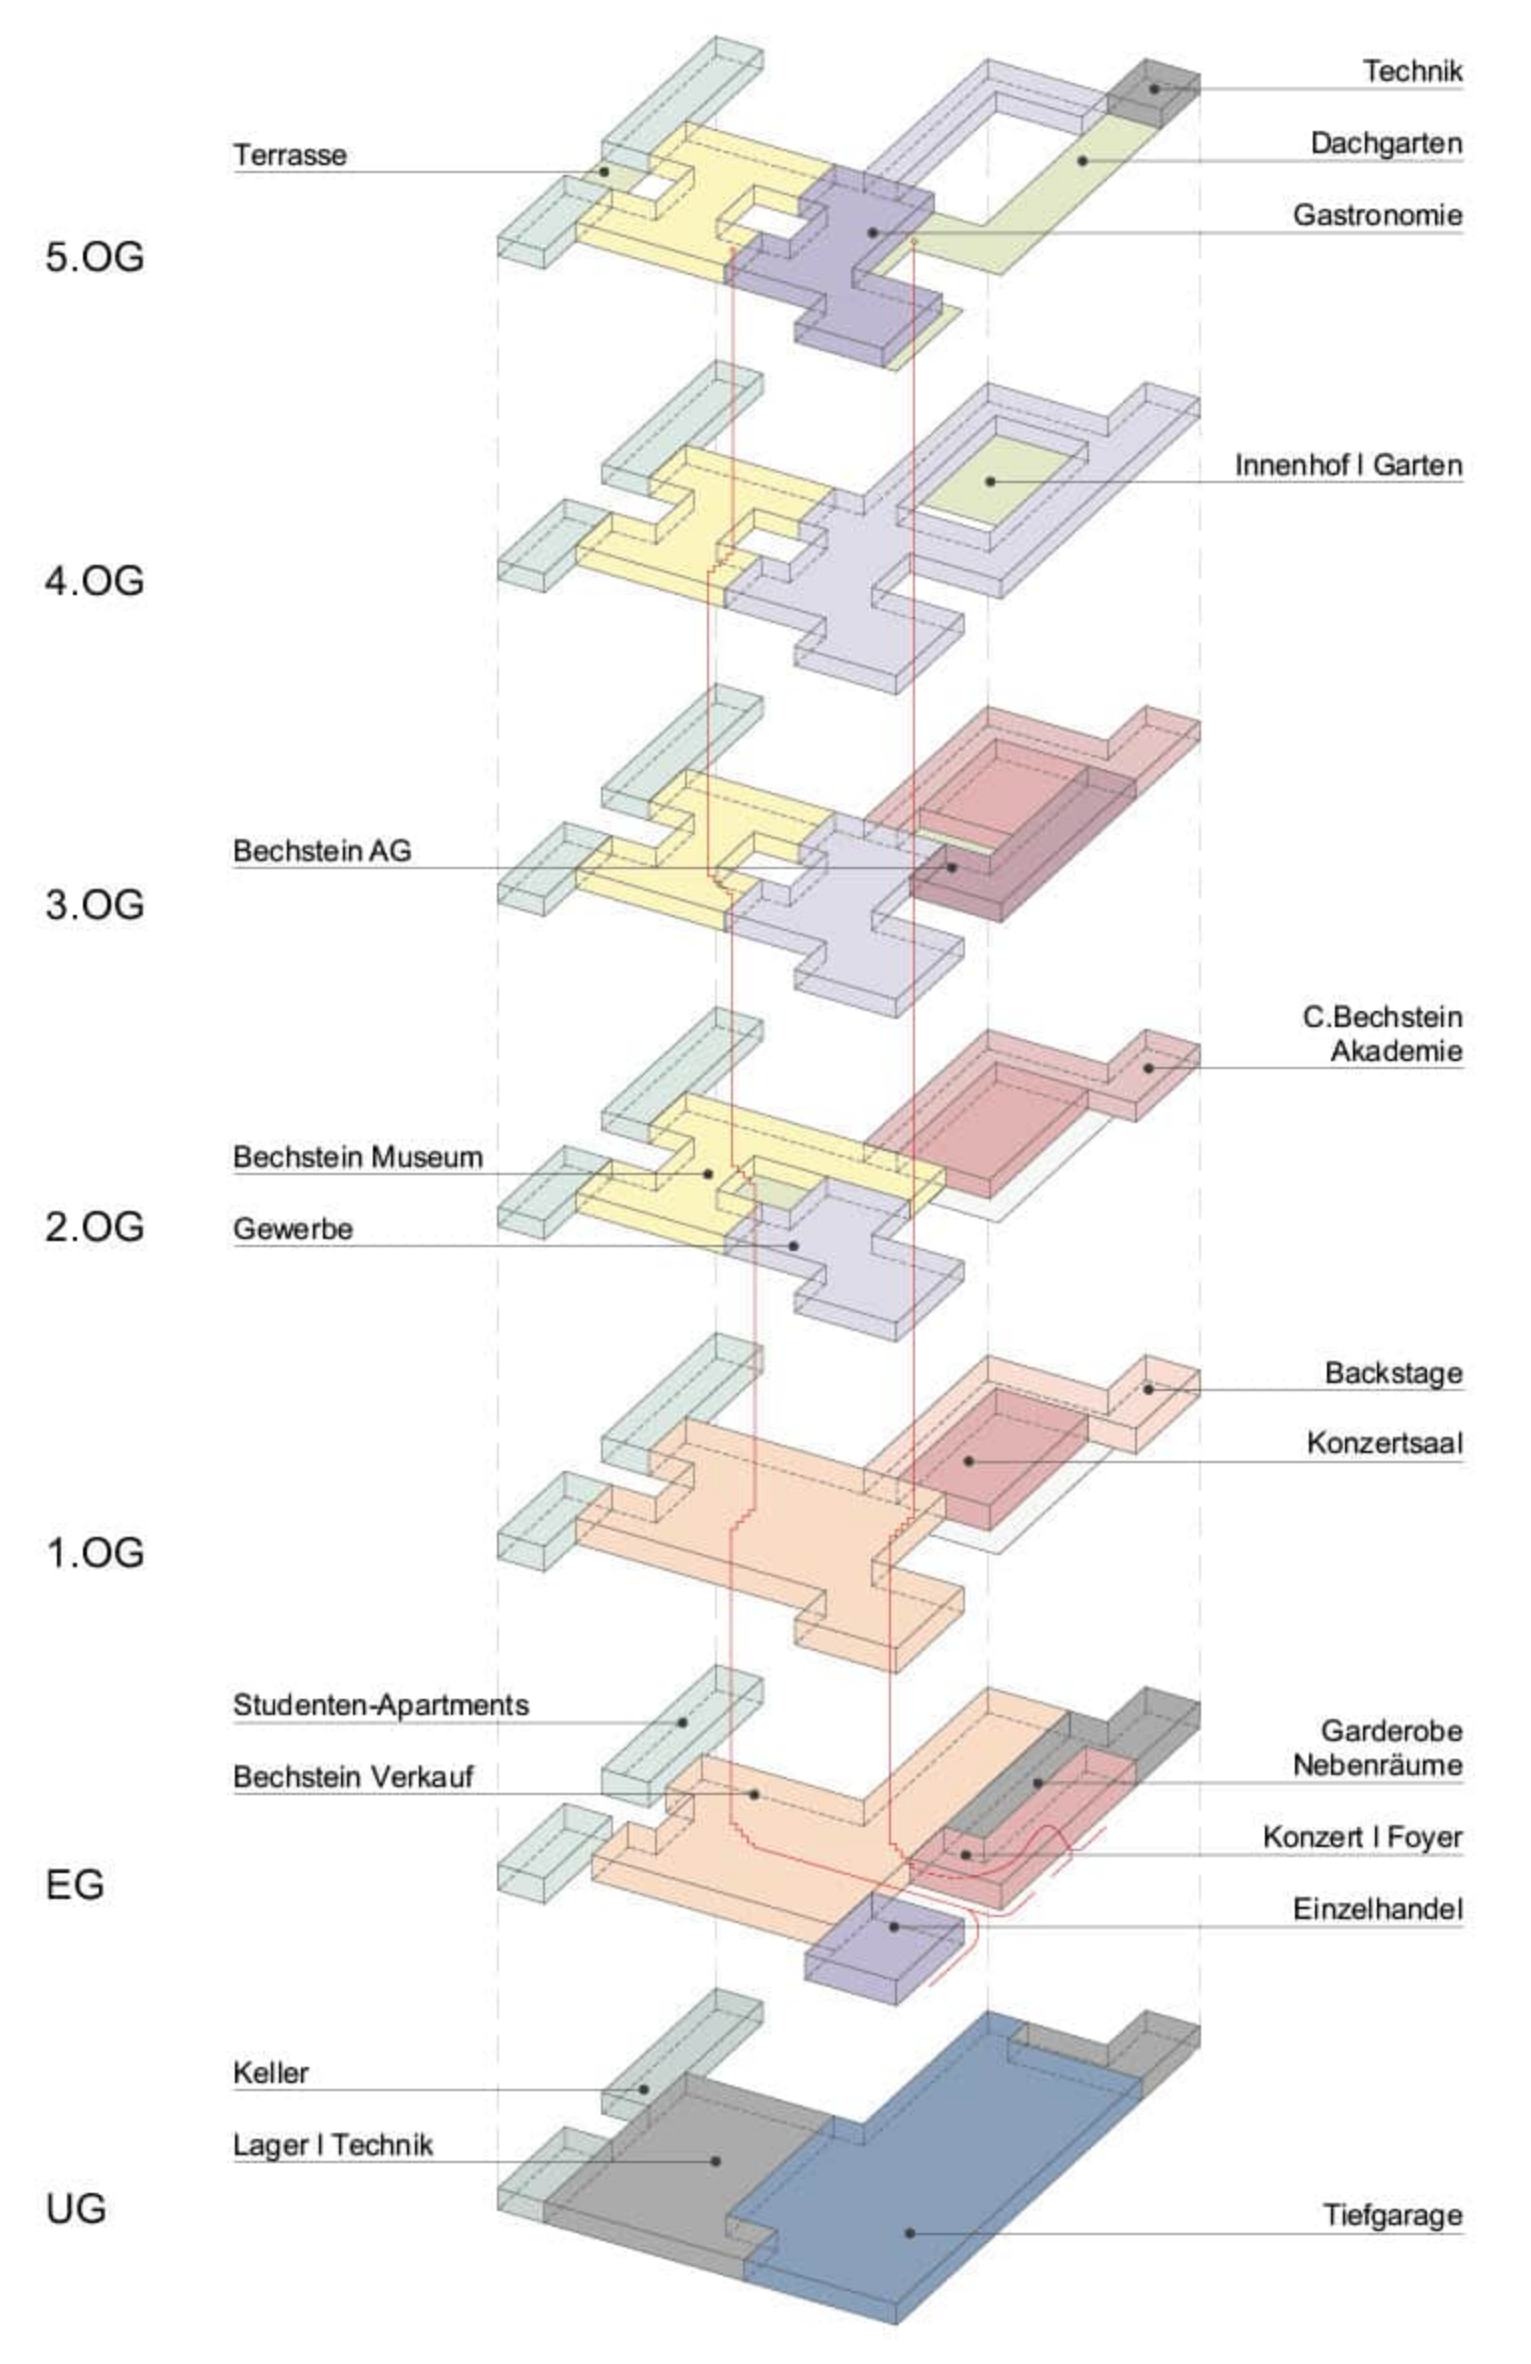 Technik
Dachgarten
Terrasse
Gastronomie
5.OG
Innenhof I Garten
4.OG
Bechstein AG
3.OG
C.Bechstein
Akademie
Bechstein Museum
Gewerbe
2.OG
Backstage
Konzertsaal
1.OG
Studenten-Apartments
Garderobe
Nebenräume
Bechstein Verkauf
Konzert I Foyer
EG
Einzelhandel
Keller
Lager I Technik
UG
Tiefgarage